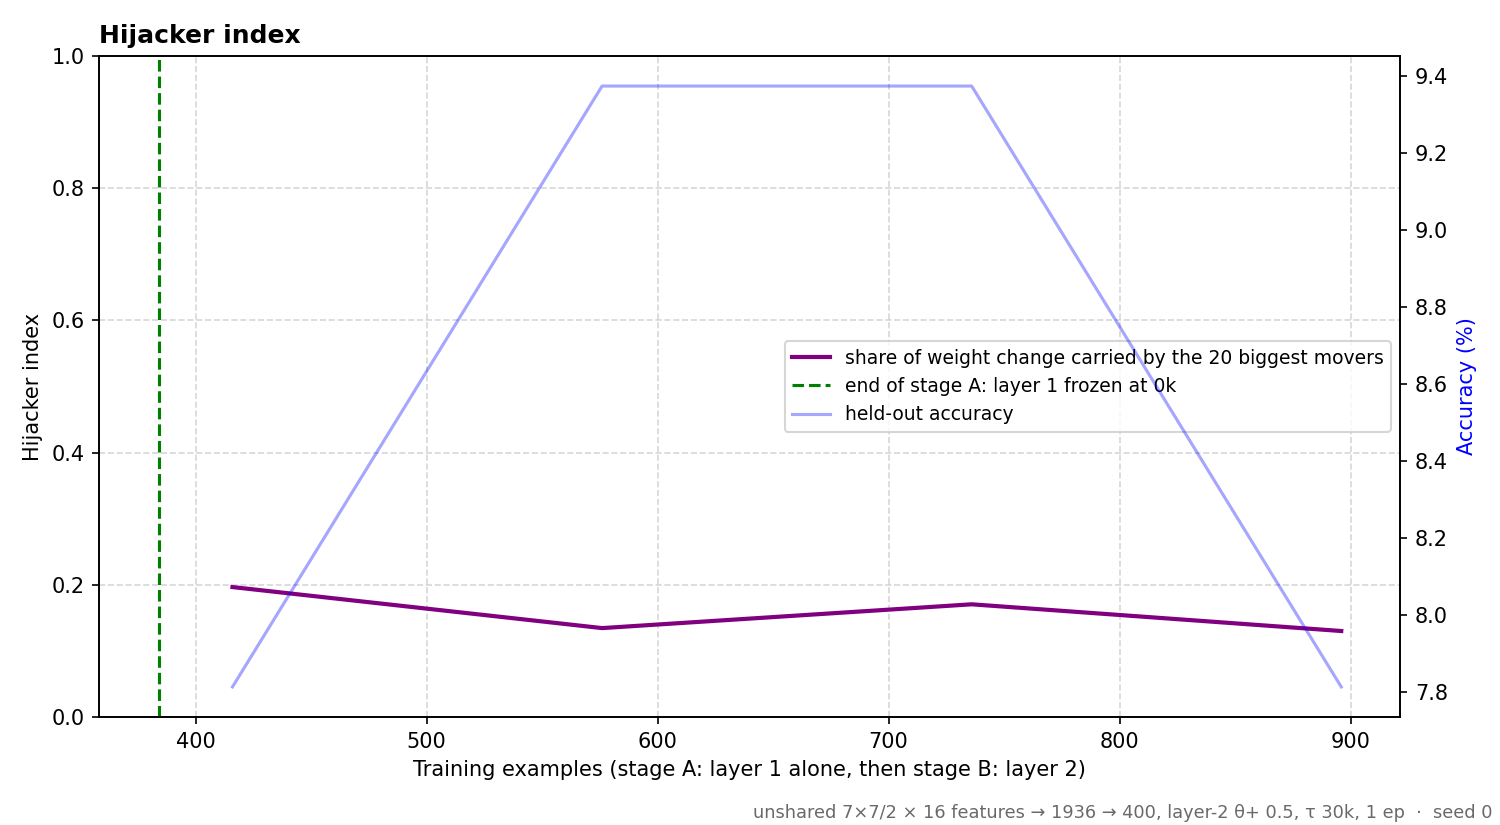 Hijacker index
1.0
0.8
0.6
0.4
0.2
0.0
Hijacker index
9.4
9.2
9.0
8.8
8.6
8.4
8.2
8.0
7.8
Accuracy (%)
share of weight change carried by the 20 biggest movers
end of stage A: layer 1 frozen at 0k
held-out accuracy
400 500 600 700 800 900
Training examples (stage A: layer 1 alone, then stage B: layer 2)
unshared 7×7/2 × 16 features → 1936 → 400, layer-2 θ+ 0.5, τ 30k, 1 ep · seed 0